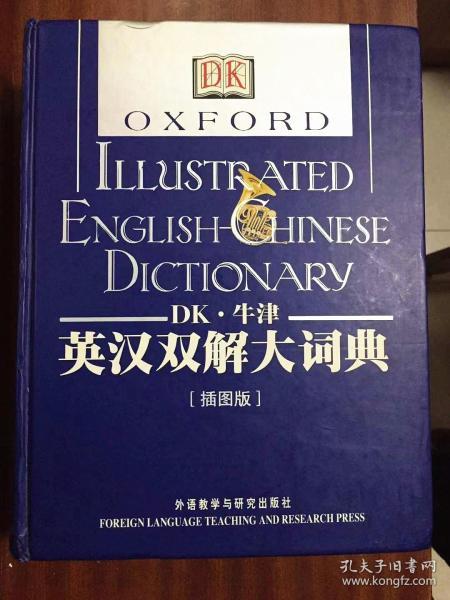 DK
OXFORD
ILLUSTRATED
ENGLISH-CHINESE
DICTIONARY
DK·牛津
英汉双解大词典
[插图版]
外语教学与研究出版社
FOREIGN LANGUAGE TEACHING AND RESEARCH PRESS
孔夫子旧书网
www.kongfz.com